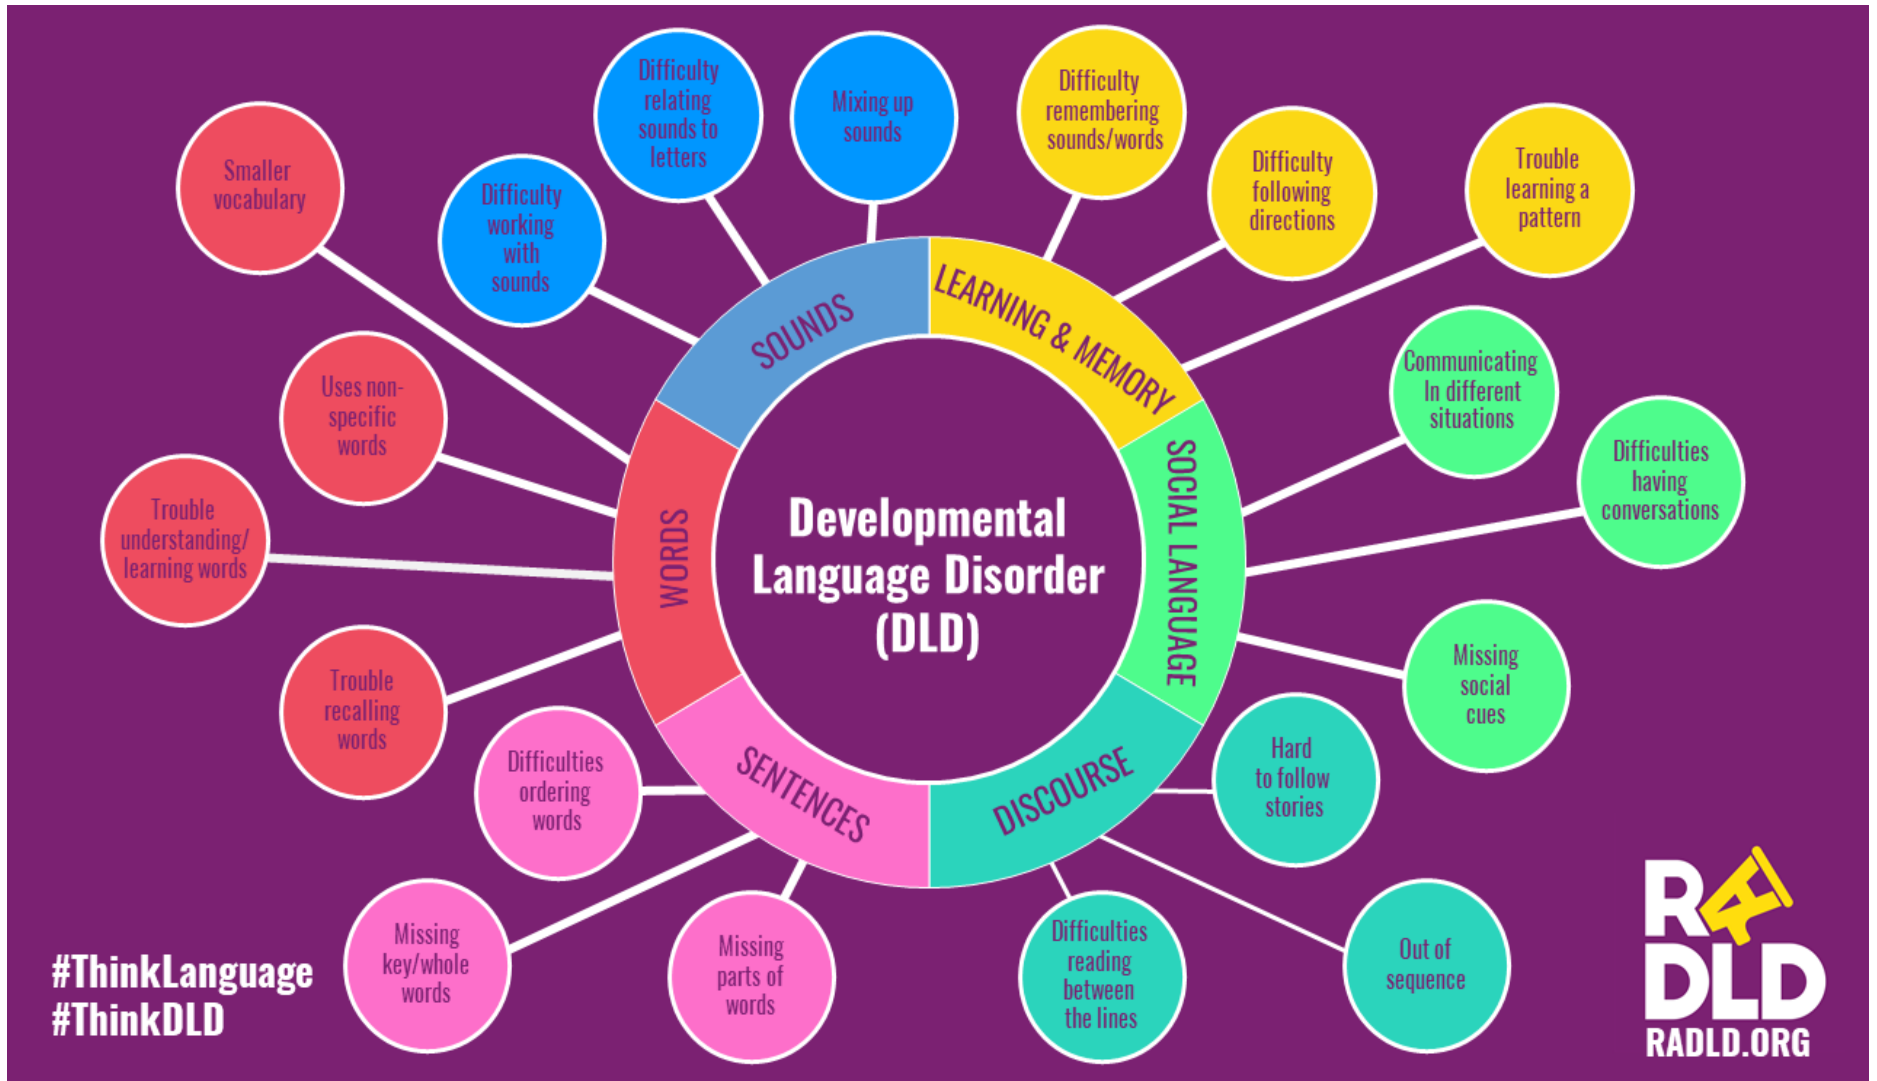 Developmental
Language Disorder
(DLD)
SOUNDS
Difficulty
working
with
sounds
Difficulty
relating
sounds to
letters
Mixing up
sounds
LEARNING & MEMORY
Difficulty
remembering
sounds/words
Difficulty
following
directions
Trouble
learning a
pattern
SOCIAL LANGUAGE
Communicating
In different
situations
Difficulties
having
conversations
Missing
social
cues
DISCOURSE
Hard
to follow
stories
Out of
sequence
Difficulties
reading
between
the lines
SENTENCES
Missing
parts of
words
Missing
key/whole
words
Difficulties
ordering
words
WORDS
Trouble
recalling
words
Trouble
understanding/
learning words
Uses non-
specific
words
Smaller
vocabulary
#ThinkLanguage
#ThinkDLD
RA
DLD
RADLD.ORG